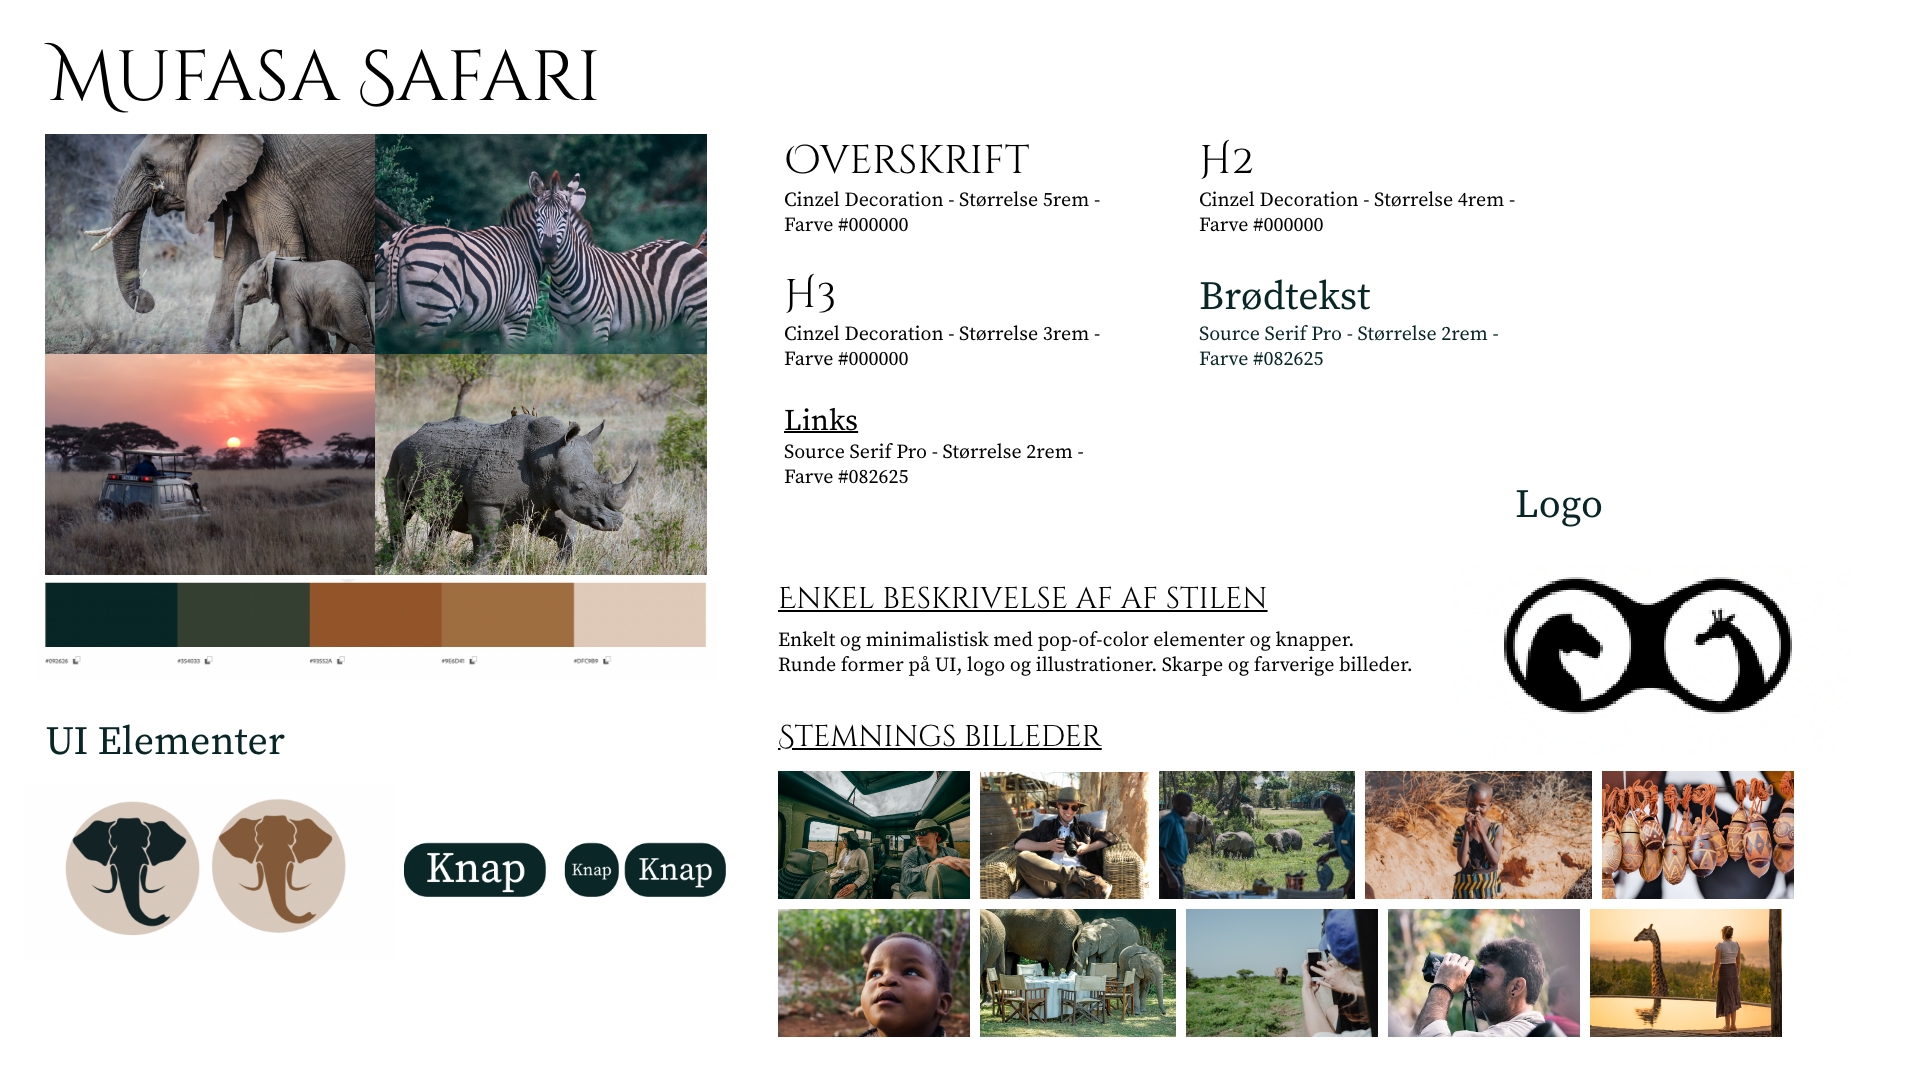 Mufasa Safari
Overskrift
Cinzel Decoration - Størrelse 5rem -
Farve #000000
H2
Cinzel Decoration - Størrelse 4rem -
Farve #000000
H3
Cinzel Decoration - Størrelse 3rem -
Farve #000000
Brødtekst
Source Serif Pro - Størrelse 2rem -
Farve #082625
Links
Source Serif Pro - Størrelse 2rem -
Farve #082625
Logo
#092626 #354033 #93552A #9E6D41 #DFC9B9
Enkel beskrivelse af af stilen
Enkelt og minimalistisk med pop-of-color elementer og knapper.
Runde former på UI, logo og illustrationer. Skarpe og farverige billeder.
UI Elementer
Knap Knap Knap
Stemnings billeder